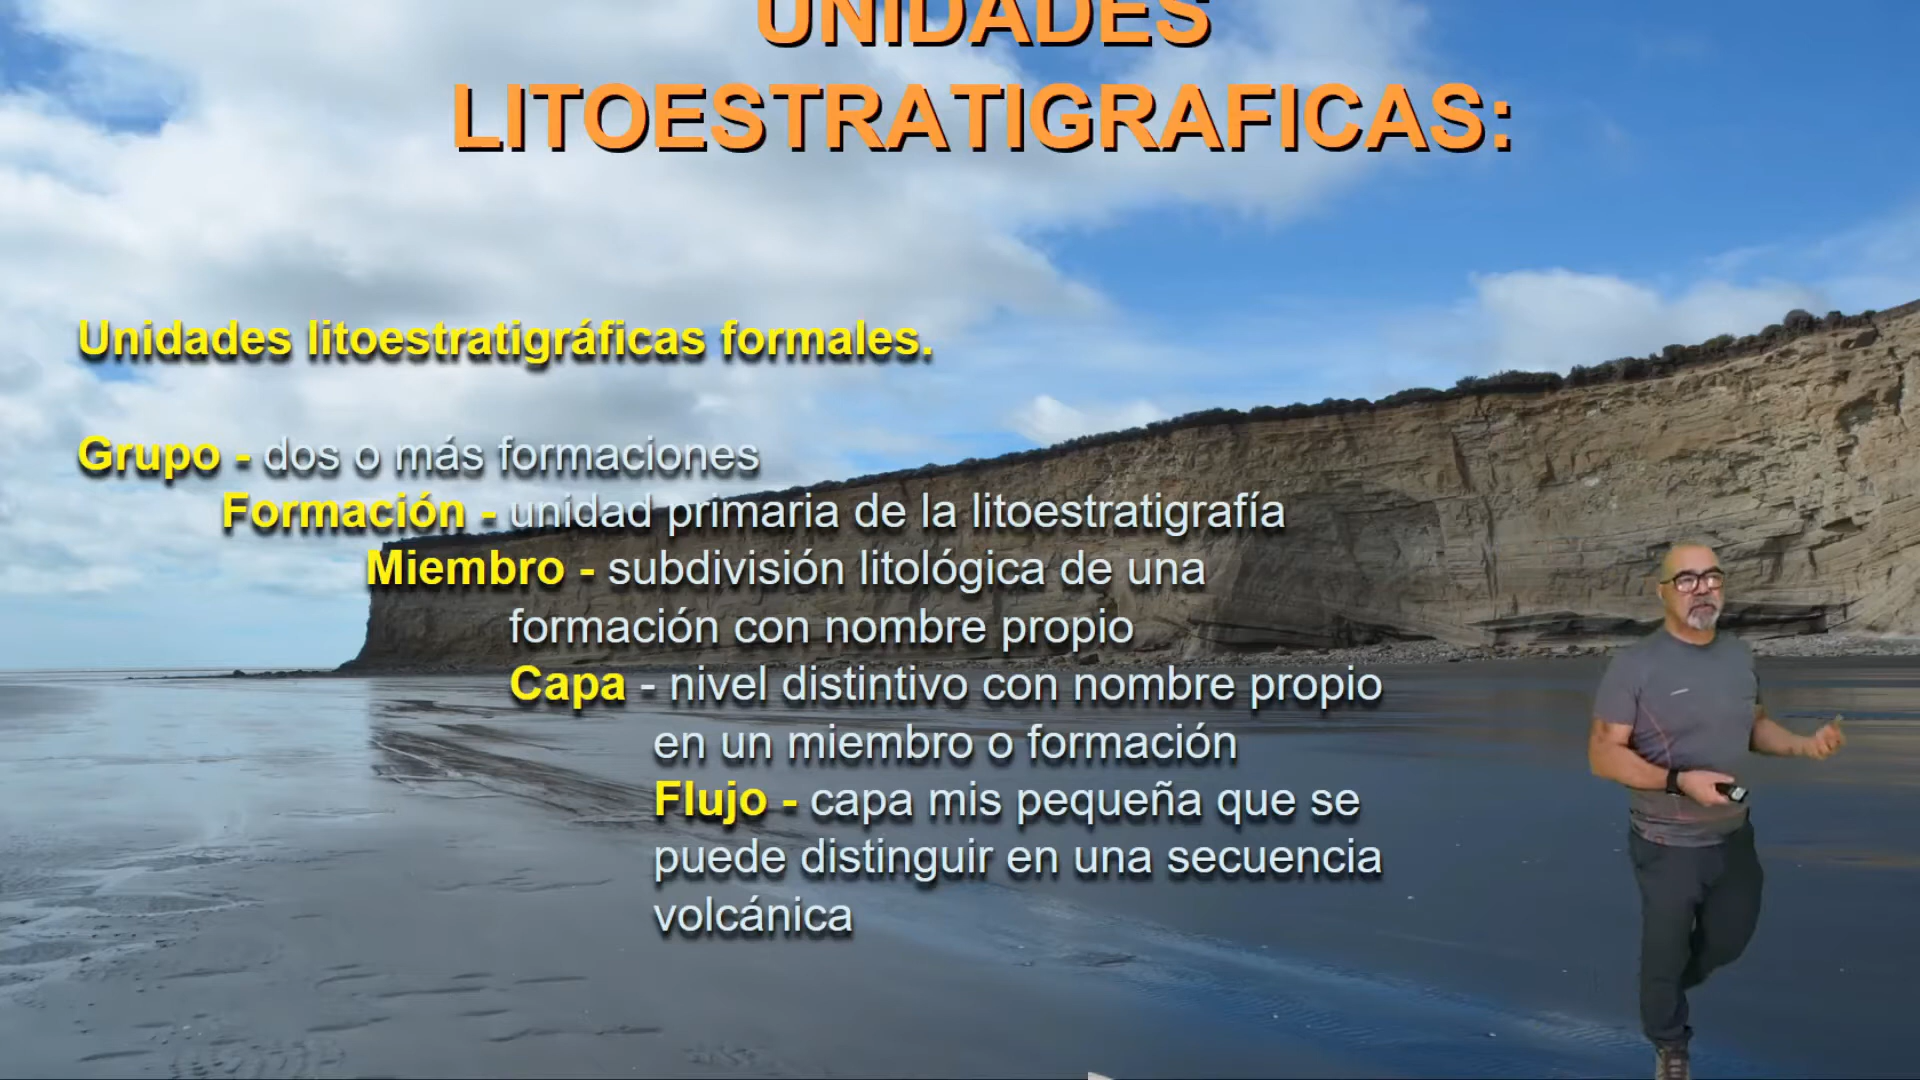 UNIDADES
LITOESTRATIGRAFICAS:
Unidades litoestratigráficas formales.
Grupo - dos o más formaciones
Formación - unidad primaria de la litoestratigrafía
Miembro - subdivisión litológica de una
formación con nombre propio
Capa - nivel distintivo con nombre propio
en un miembro o formación
Flujo - capa mis pequeña que se
puede distinguir en una secuencia
volcánica